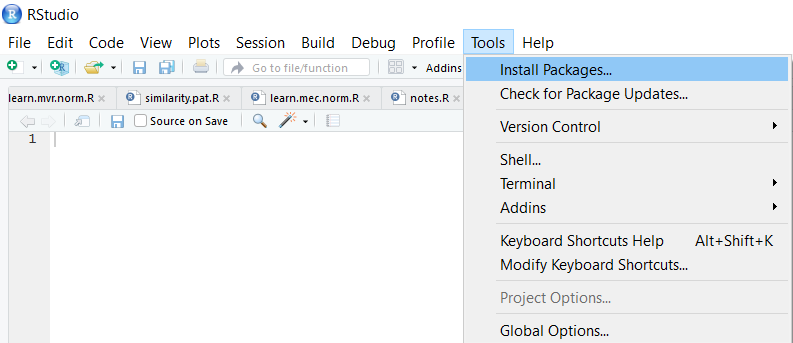 RStudio
File Edit Code View Plots Session Build Debug Profile Tools Help
Go to file/function Addins
learn.mvr.norm.R similarity.pat.R learn.mec.norm.R notes.R
Source on Save
1
Install Packages...
Check for Package Updates...
Version Control
Shell...
Terminal
Addins
Keyboard Shortcuts Help Alt+Shift+K
Modify Keyboard Shortcuts...
Project Options...
Global Options...